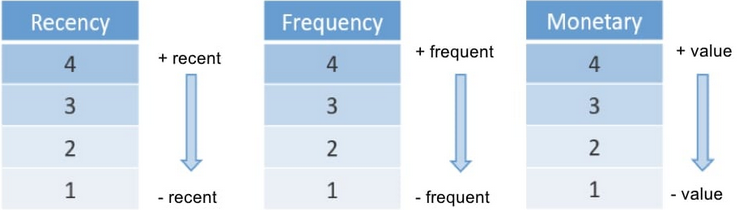 Recency
4
3
2
1
+ recent
- recent
Frequency
4
3
2
1
+ frequent
- frequent
Monetary
4
3
2
1
+ value
- value